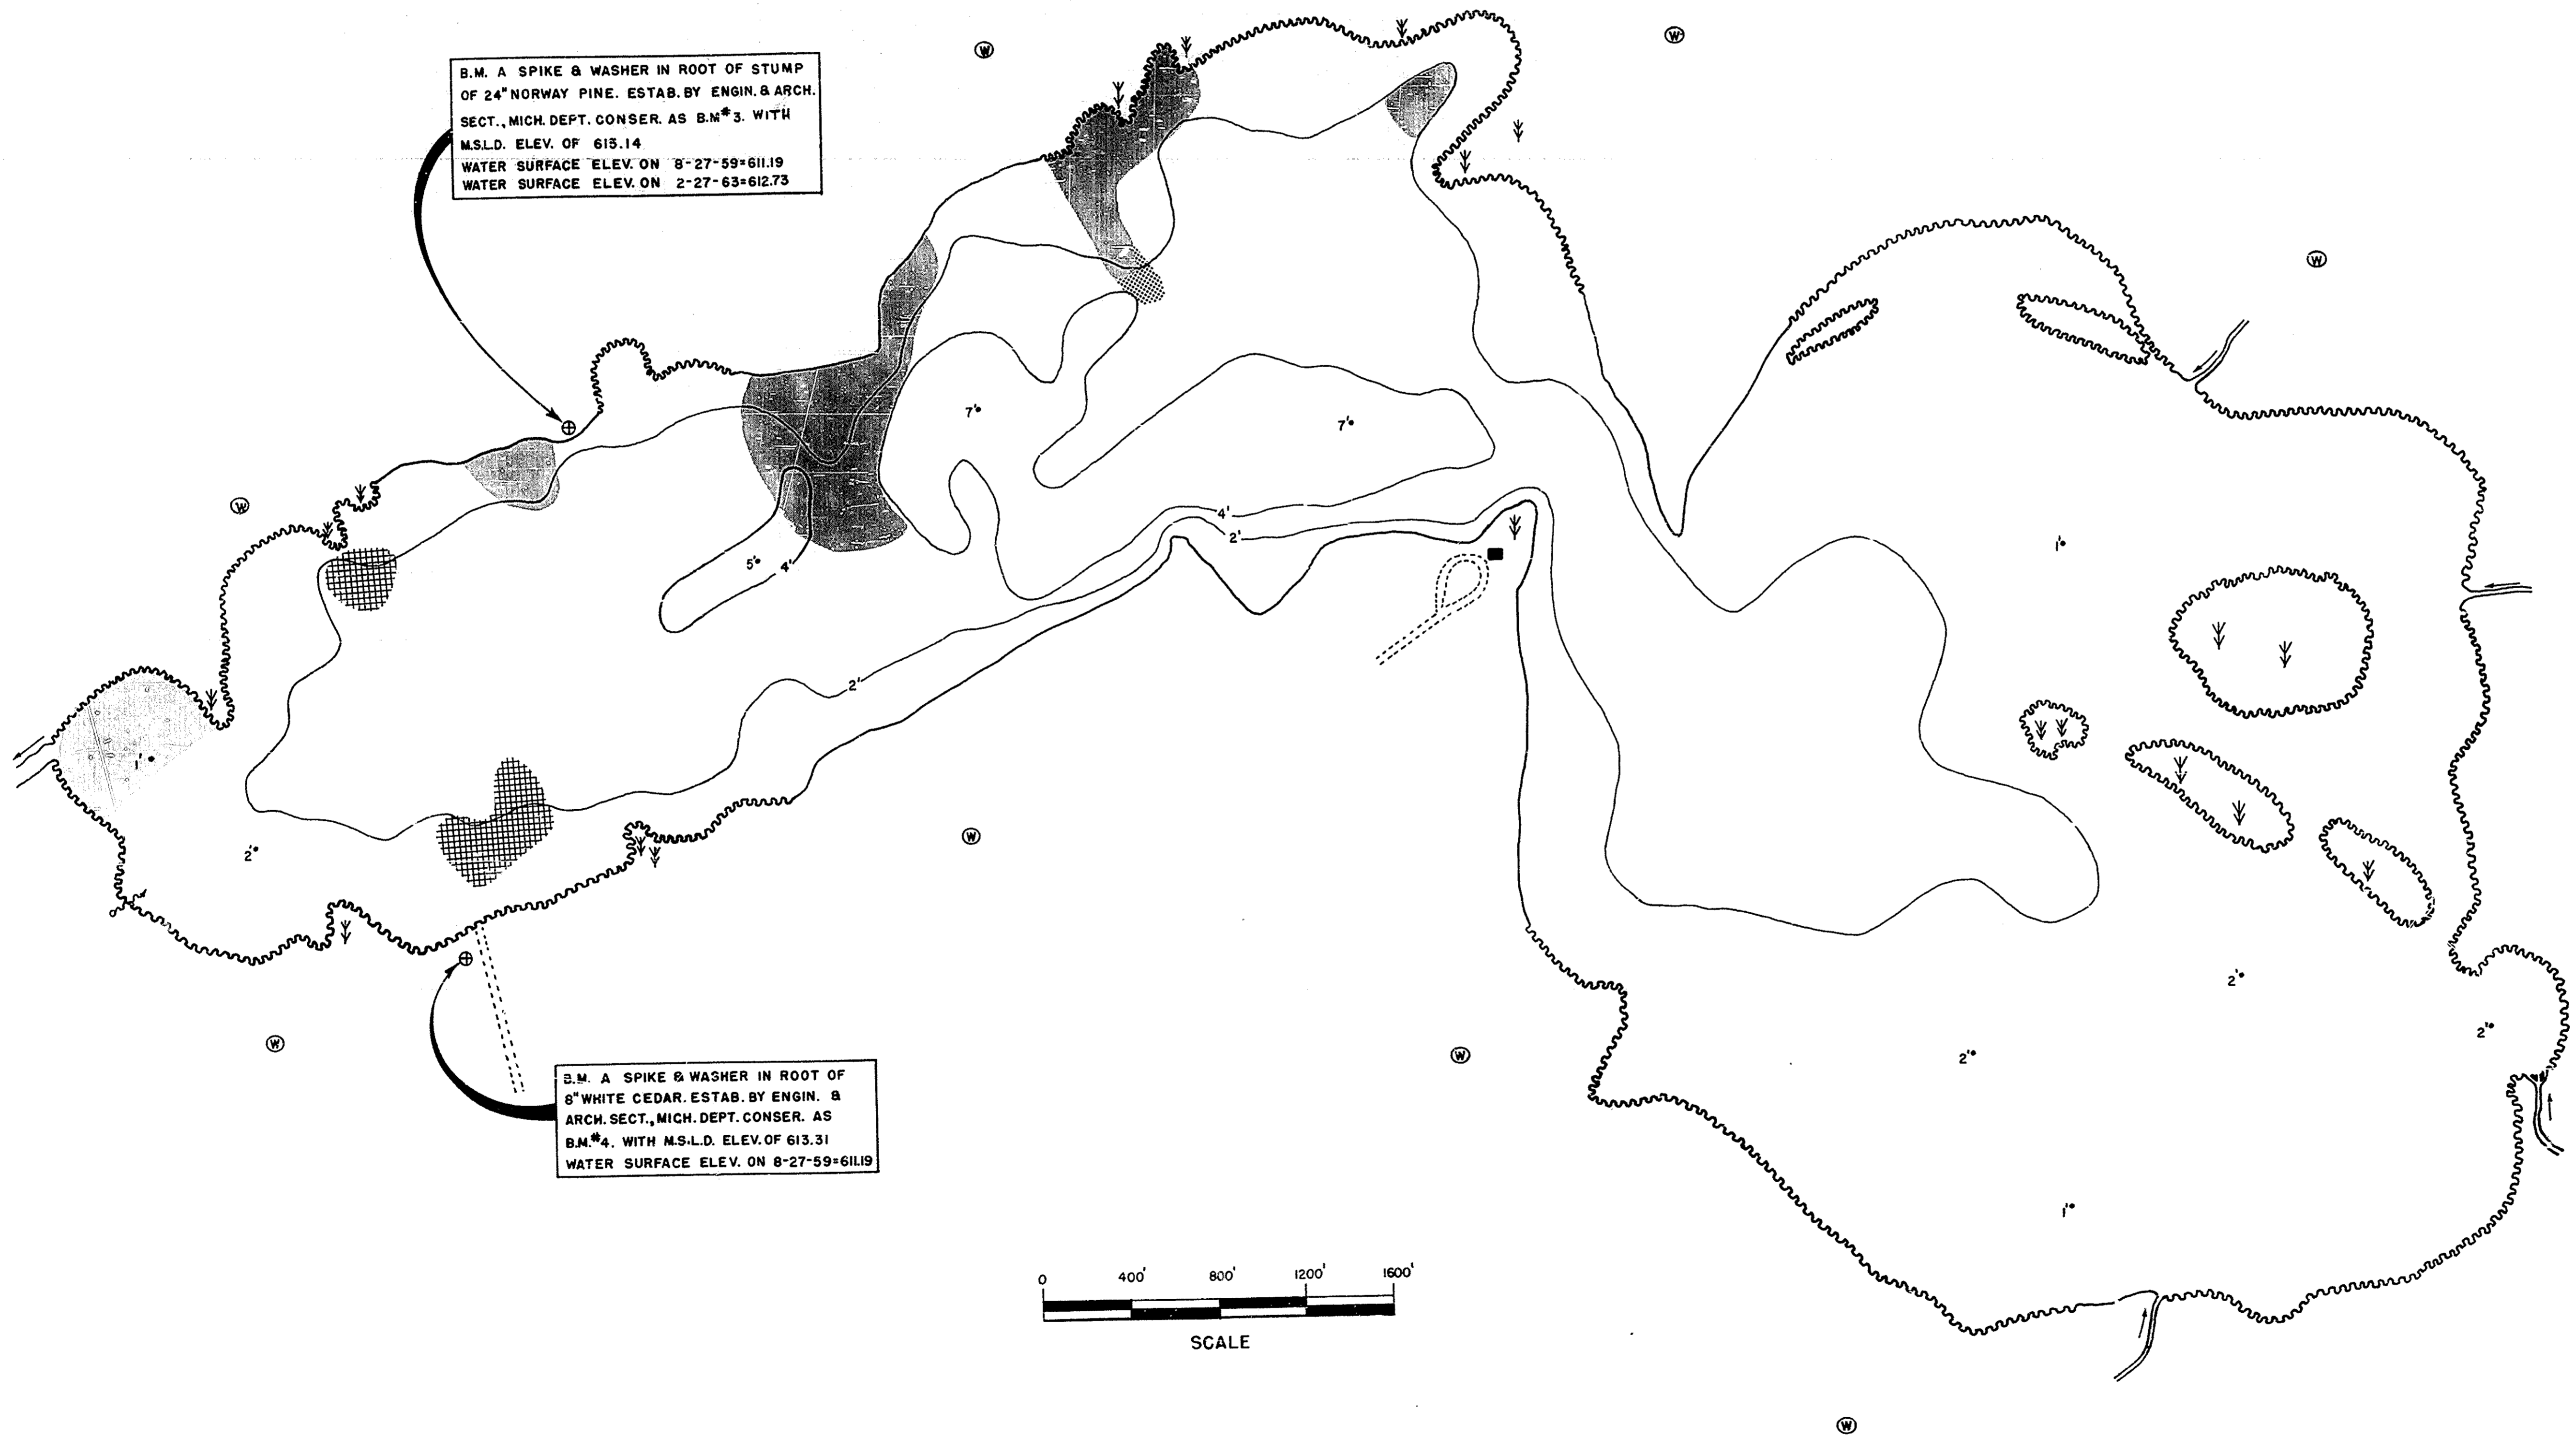 W
W
W
B.M. A SPIKE & WASHER IN ROOT OF STUMP
OF 24" NORWAY PINE. ESTAB. BY ENGIN. & ARCH.
SECT., MICH. DEPT. CONSER. AS B.M#3. WITH
M.S.L.D. ELEV. OF 613.14
WATER SURFACE ELEV. ON 8-27-59=611.19
WATER SURFACE ELEV. ON 2-27-63=612.73
7'
7'
W
4'
2'
1'
5'
4'
2'
1'
2'
W
2'
2'
2'
W
W
B.M. A SPIKE & WASHER IN ROOT OF
8" WHITE CEDAR. ESTAB. BY ENGIN. &
ARCH. SECT., MICH. DEPT. CONSER. AS
B.M.#4. WITH M.S.L.D. ELEV. OF 613.31
WATER SURFACE ELEV. ON 8-27-59=611.19
1'
0 400' 800' 1200' 1600'
SCALE
W